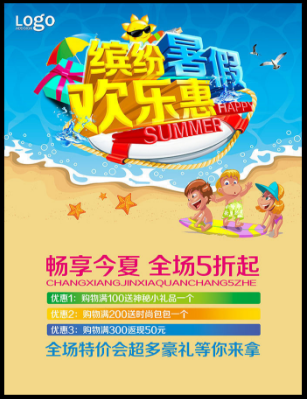 LOGO
缤纷暑假
欢乐惠
HAPPY
SUMMER
畅享今夏 全场5折起
CHANGXIANGJINXIAQUANCHANG5ZHE
优惠1: 购物满100送神秘小礼品一个
优惠2: 购物满200送时尚包包一个
优惠3: 购物满300返现50元
全场特价会超多豪礼等你来拿